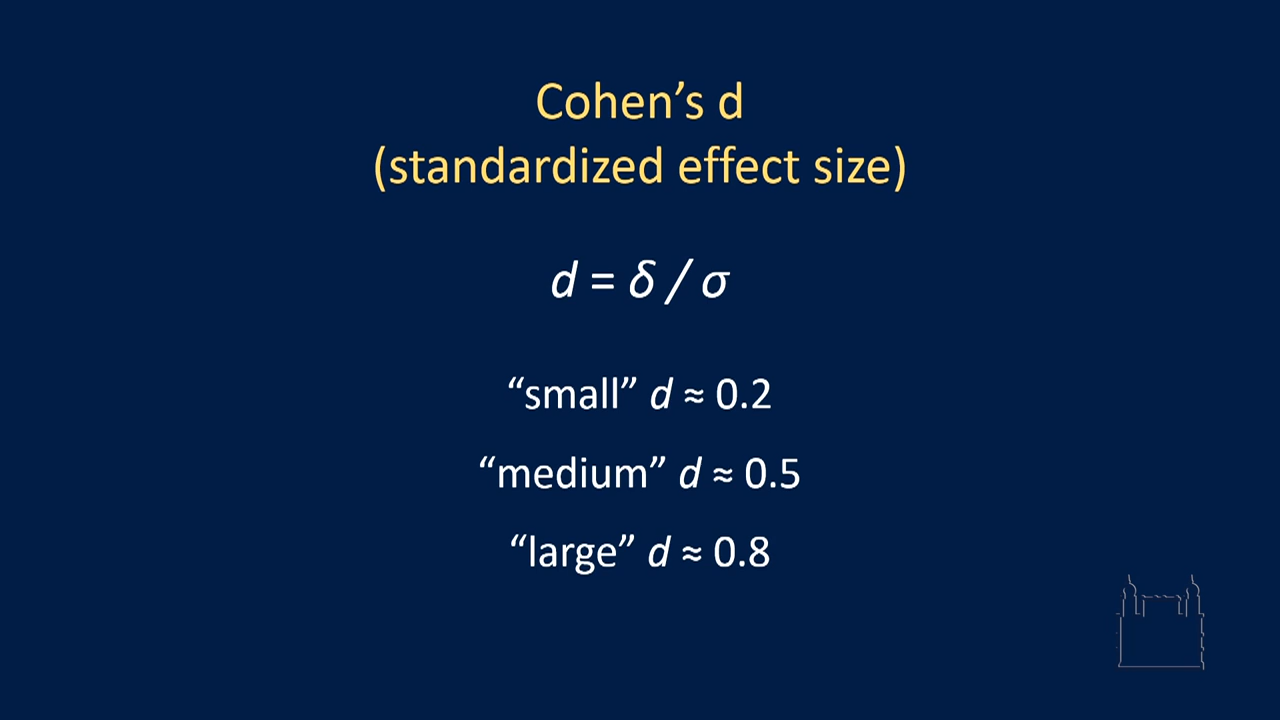 Cohen’s d
(standardized effect size)
d = δ / σ
“small” d ≈ 0.2
“medium” d ≈ 0.5
“large” d ≈ 0.8